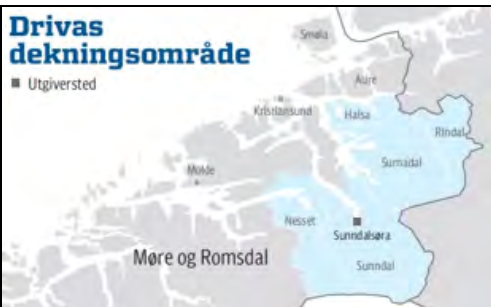 Drivas
dekningsområde
Utgiversted
Smøla
Aure
Kristiansund
Halsa
Rindal
Surnadal
Molde
Nesset
Sunndalsøra
Møre og Romsdal
Sunndal